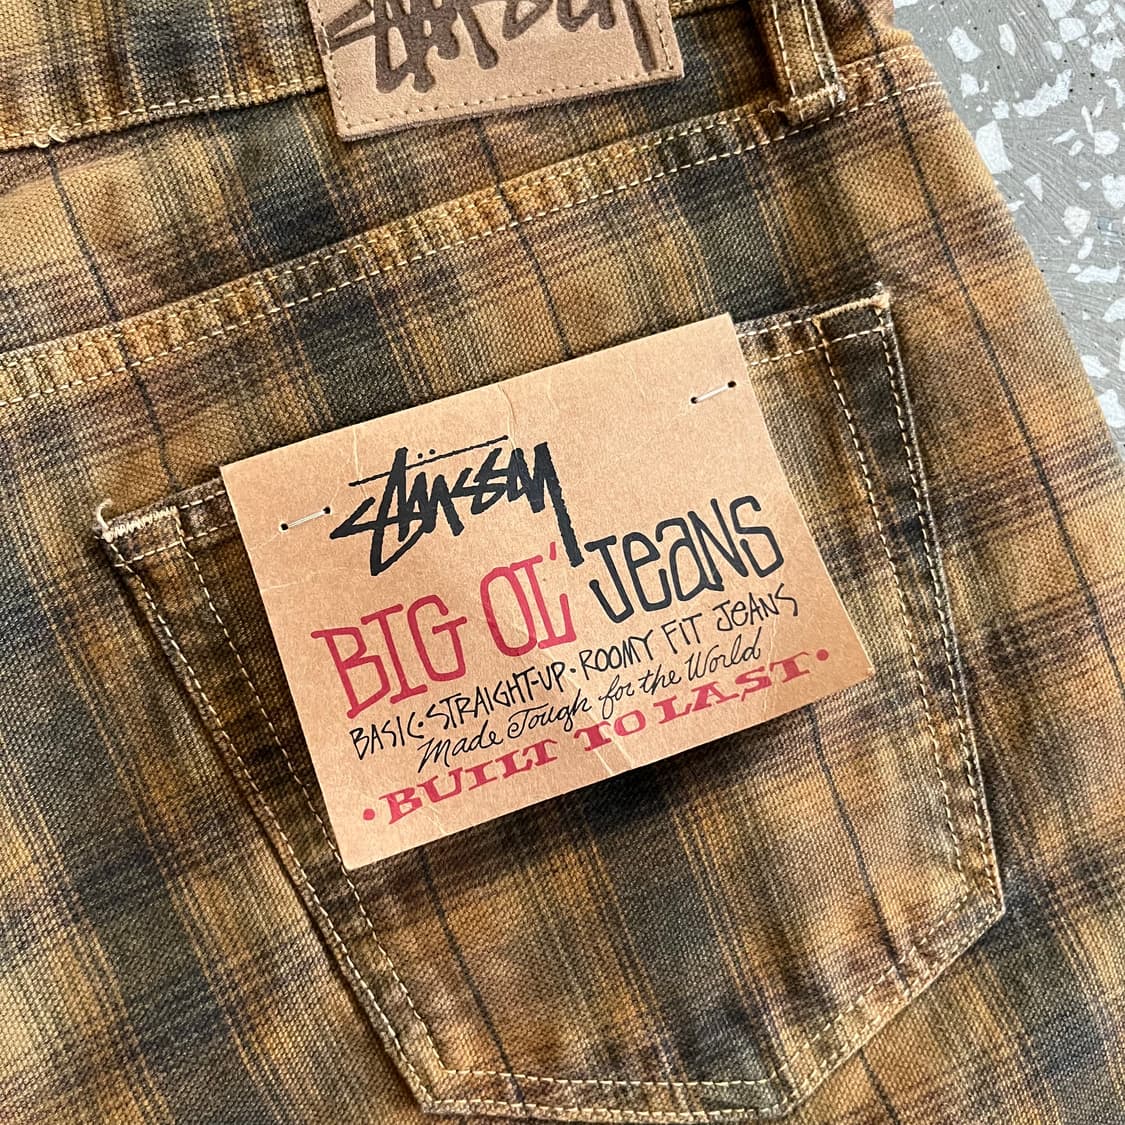 Stüssy
Stüssy
BIG OL' JEANS
BASIC·STRAIGHT-UP·ROOMY FIT JEANS
Made Tough for the World
·BUILT TO LAST·